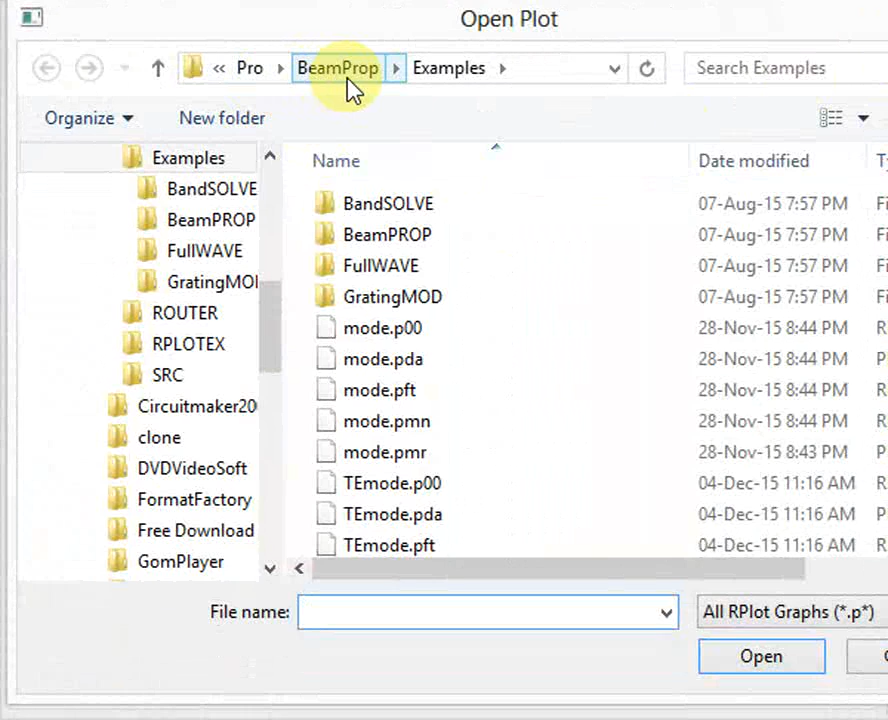 Open Plot
« Pro BeamProp Examples Search Examples
Organize New folder
Name Date modified
Examples
BandSOLVE
BeamPROP
FullWAVE
GratingMO
ROUTER
RPLOTEX
SRC
Circuitmaker20
clone
DVDVideoSoft
FormatFactory
Free Download
GomPlayer
BandSOLVE 07-Aug-15 7:57 PM Fi
BeamPROP 07-Aug-15 7:57 PM Fi
FullWAVE 07-Aug-15 7:57 PM Fi
GratingMOD 07-Aug-15 7:57 PM Fi
mode.p00 28-Nov-15 8:44 PM R
mode.pda 28-Nov-15 8:44 PM P
mode.pft 28-Nov-15 8:44 PM R
mode.pmn 28-Nov-15 8:44 PM R
mode.pmr 28-Nov-15 8:43 PM P
TEmode.p00 04-Dec-15 11:16 AM R
TEmode.pda 04-Dec-15 11:16 AM P
TEmode.pft 04-Dec-15 11:16 AM R
File name: All RPlot Graphs (*.p*)
Open